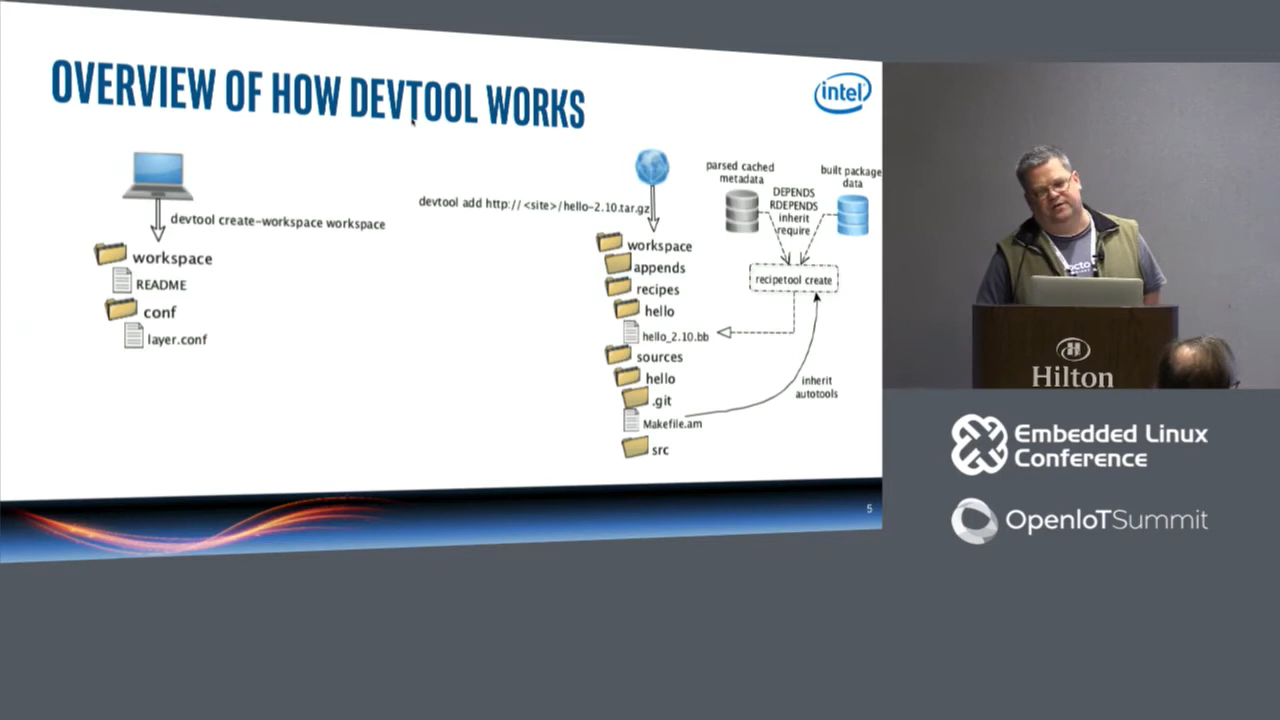 OVERVIEW OF HOW DEVTOOL WORKS
intel
devtool create-workspace workspace
workspace
README
conf
layer.conf
devtool add http:// <site>/hello-2.10.tar.gz
workspace
appends
recipes
hello
hello_2.10.bb
sources
hello
.git
Makefile.am
src
parsed cached
metadata
built package
data
DEPENDS
RDEPENDS
inherit
require
recipetool create
inherit
autotools
5
H
Hilton
Embedded Linux
Conference
OpenIoTSummit